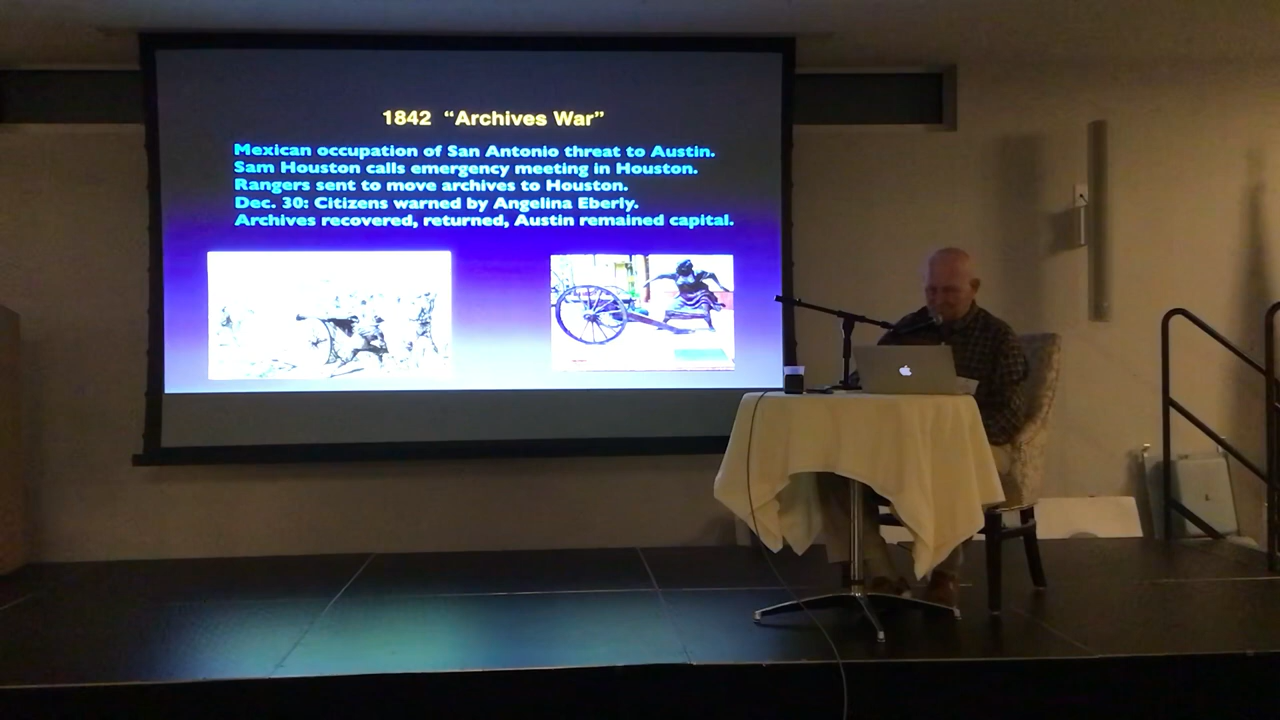 1842 “Archives War”
Mexican occupation of San Antonio threat to Austin.
Sam Houston calls emergency meeting in Houston.
Rangers sent to move archives to Houston.
Dec. 30: Citizens warned by Angelina Eberly.
Archives recovered, returned, Austin remained capital.